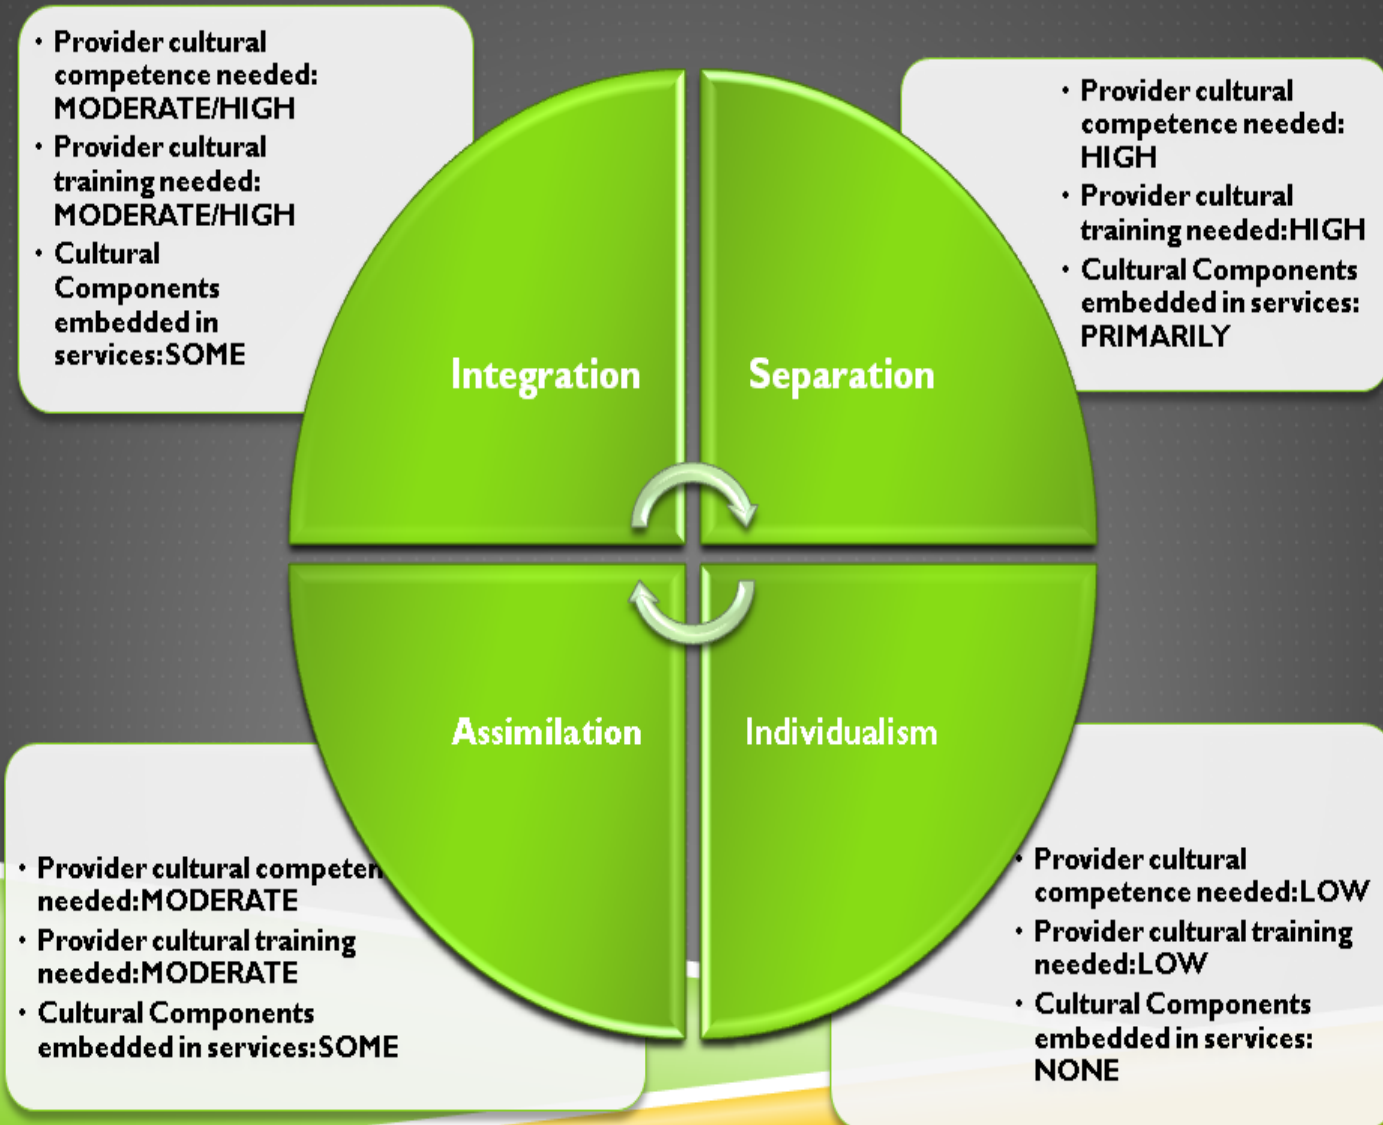 • Provider cultural
competence needed:
MODERATE/HIGH
• Provider cultural
training needed:
MODERATE/HIGH
• Cultural
Components
embedded in
services:SOME
• Provider cultural
competence needed:
HIGH
• Provider cultural
training needed:HIGH
• Cultural Components
embedded in services:
PRIMARILY
Integration
Separation
Assimilation
Individualism
• Provider cultural competen
needed:MODERATE
• Provider cultural training
needed:MODERATE
• Cultural Components
embedded in services:SOME
• Provider cultural
competence needed:LOW
• Provider cultural training
needed:LOW
• Cultural Components
embedded in services:
NONE